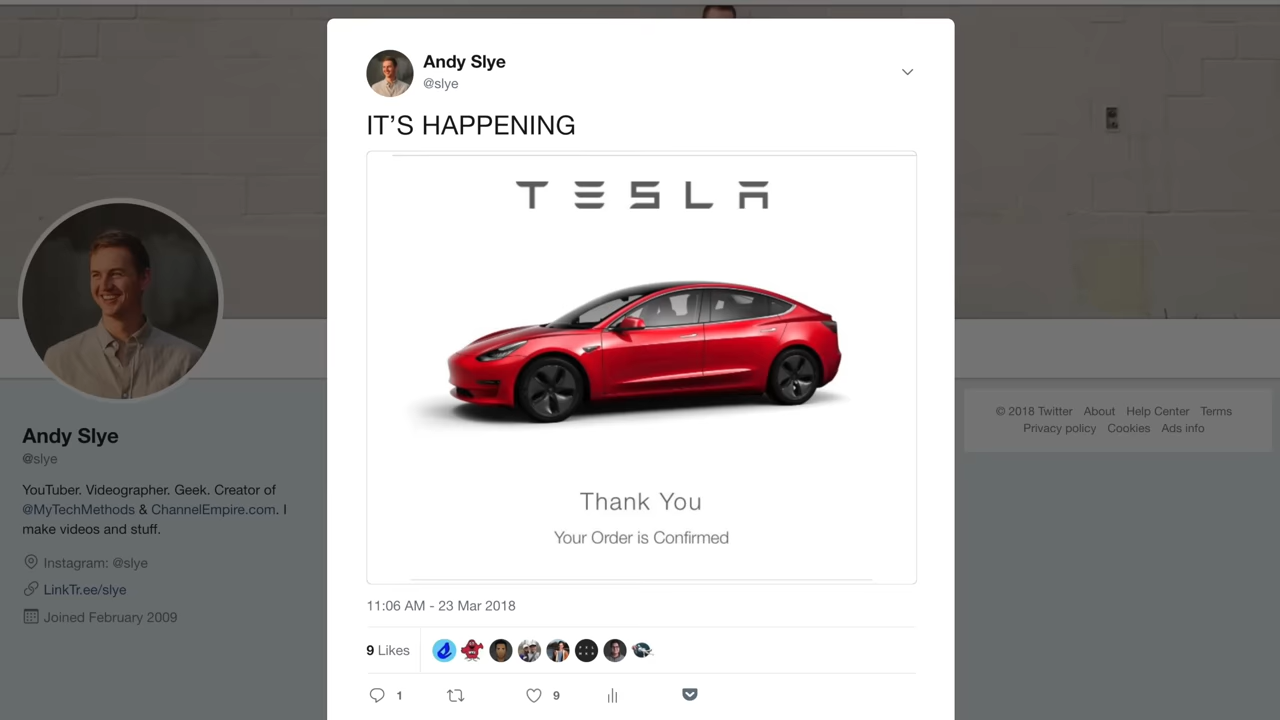 Andy Slye
@slye
IT’S HAPPENING
TESLA
Thank You
Your Order is Confirmed
11:06 AM - 23 Mar 2018
9 Likes
1
9
Andy Slye
@slye
YouTuber. Videographer. Geek. Creator of
@MyTechMethods & ChannelEmpire.com. I
make videos and stuff.
Instagram: @slye
LinkTr.ee/slye
Joined February 2009
© 2018 Twitter About Help Center Terms
Privacy policy Cookies Ads info